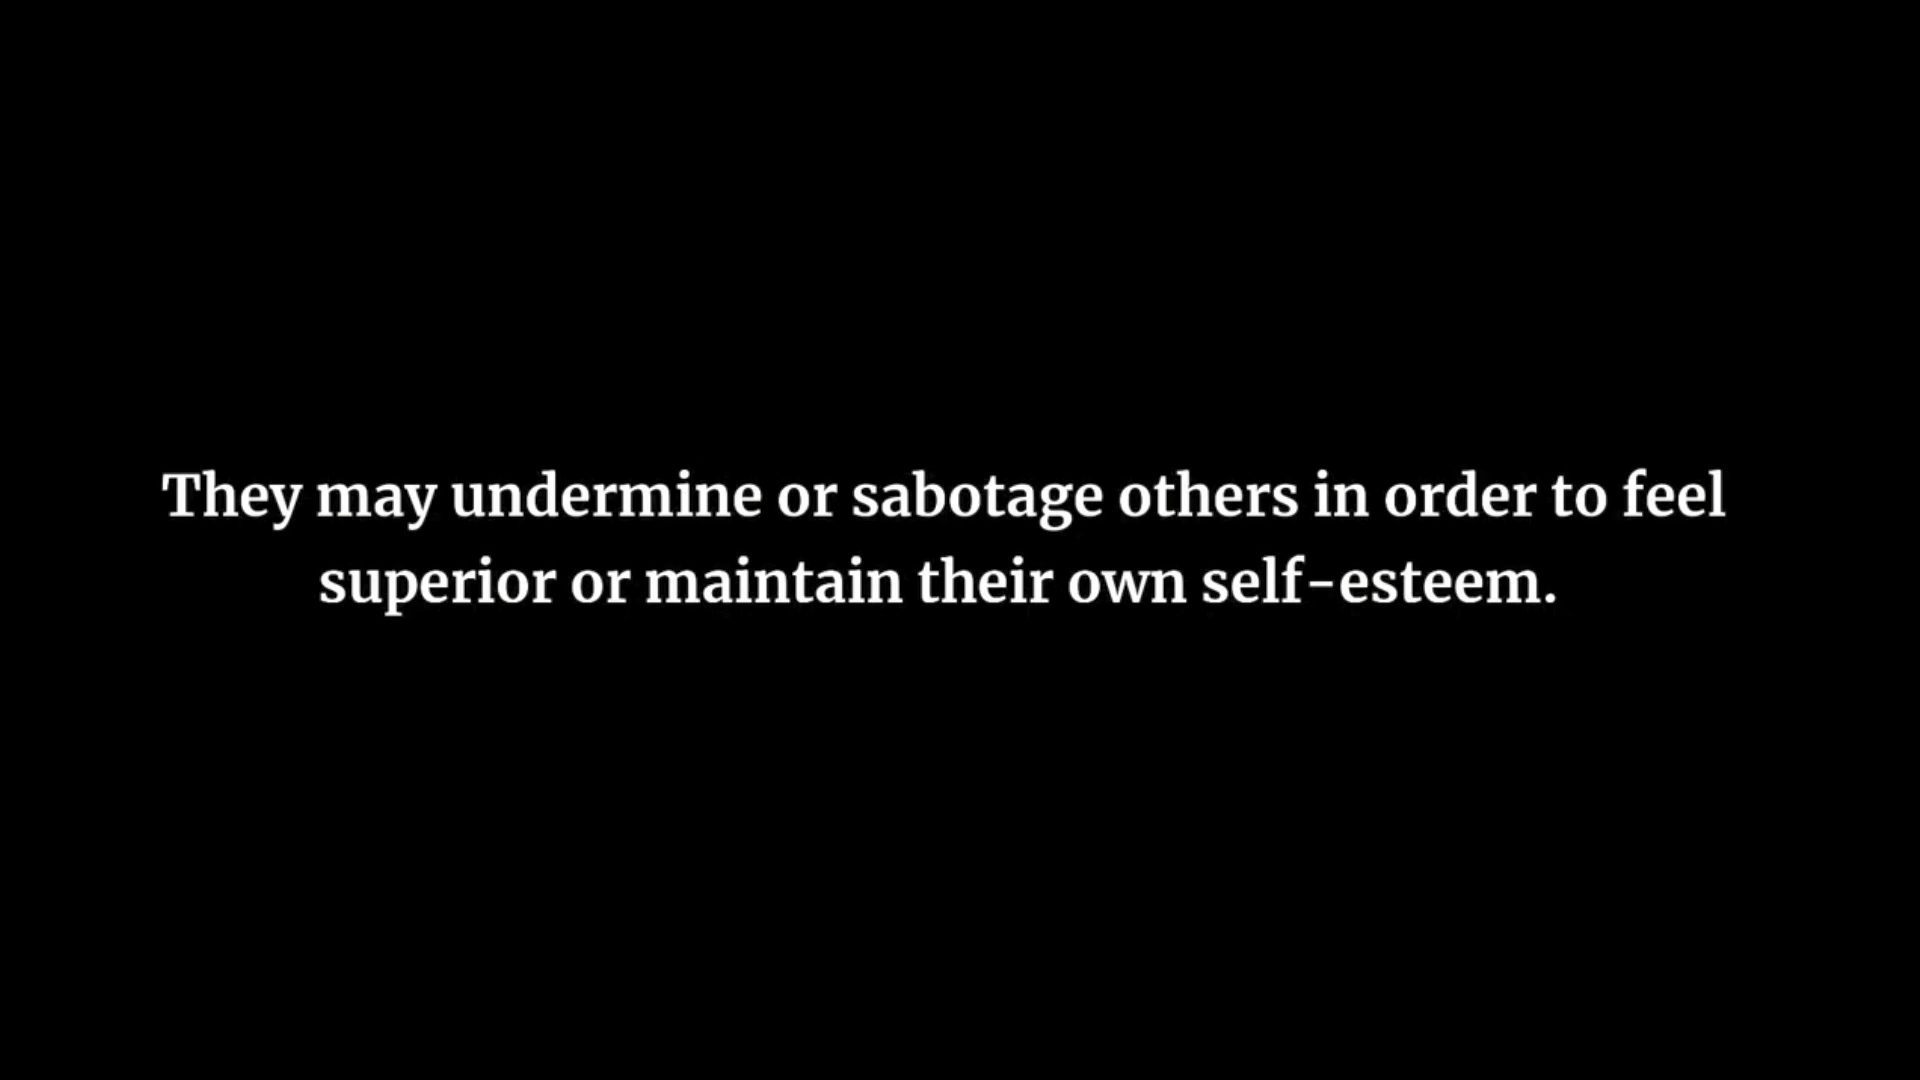 They may undermine or sabotage others in order to feel
superior or maintain their own self-esteem.